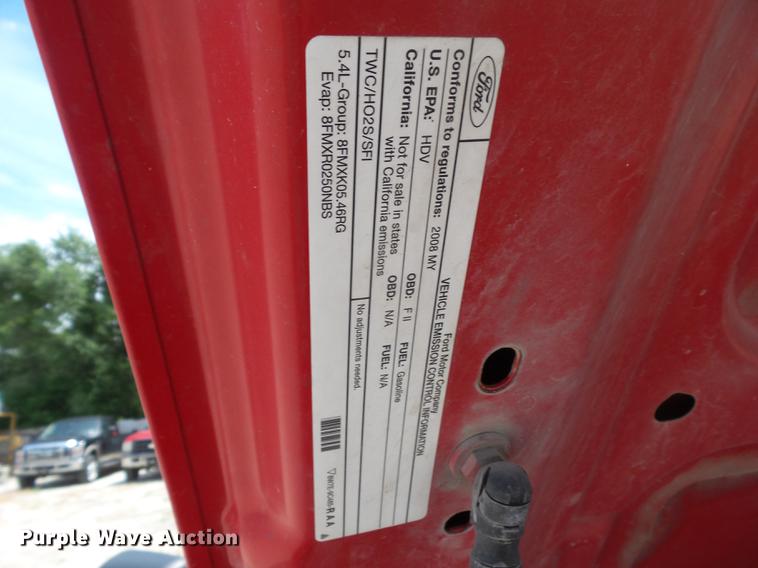 Ford
Ford Motor Company
VEHICLE EMISSION CONTROL INFORMATION
Conforms to regulations: 2008 MY
U.S. EPA: HDV OBD: F II FUEL: Gasoline
California: Not for sale in states with California emissions OBD: N/A FUEL: N/A
TWC/HO2S/SFI
No adjustments needed.
5.4L-Group: 8FMXK05.46RG
Evap: 8FMXR0250NBS
RAA
Purple Wave Auction